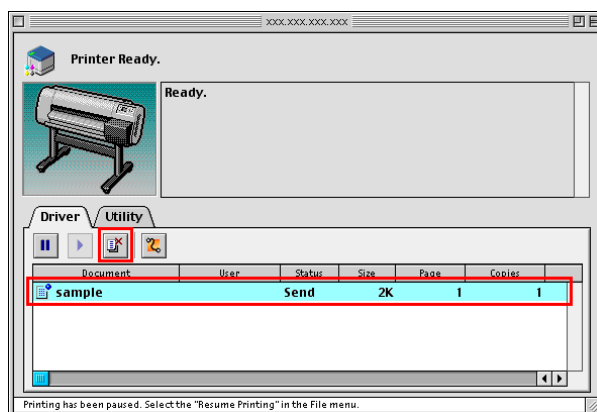 xxx.xxx.xxx.xxx
Printer Ready.
Ready.
Driver Utility
Document User Status Size Page Copies
sample Send 2K 1 1
Printing has been paused. Select the "Resume Printing" in the File menu.